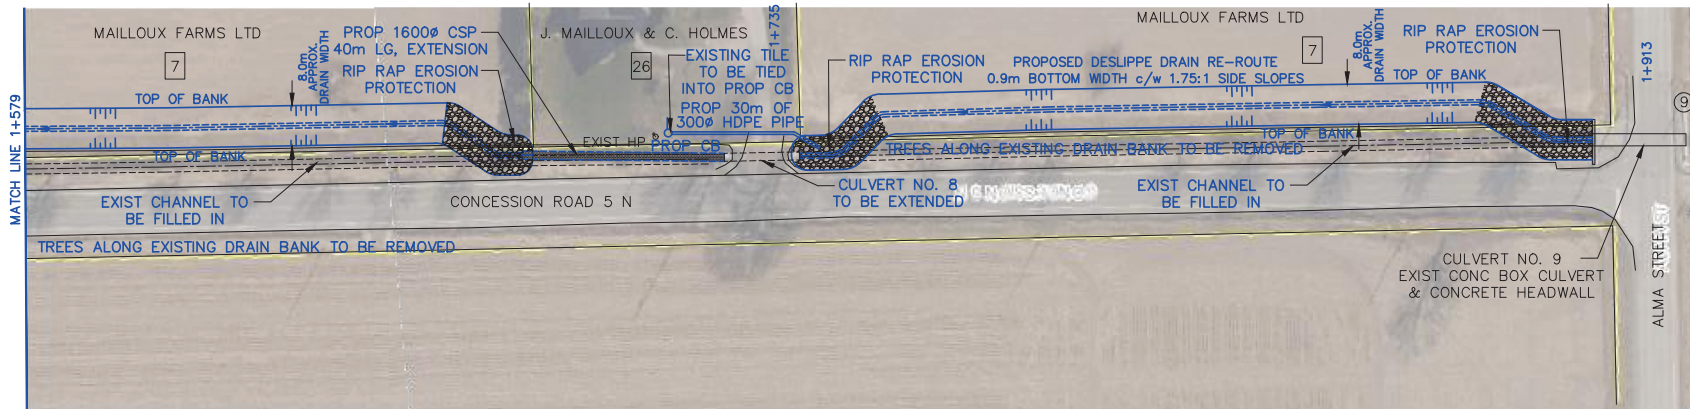 MAILLOUX FARMS LTD
7
8.0m
APPROX.
DRAIN WIDTH
PROP 1600ø CSP
40m LG, EXTENSION
RIP RAP EROSION
PROTECTION
TOP OF BANK
TOP OF BANK
MATCH LINE 1+579
EXIST CHANNEL TO
BE FILLED IN
TREES ALONG EXISTING DRAIN BANK TO BE REMOVED
CONCESSION ROAD 5 N
J. MAILLOUX & C. HOLMES
26
1+735
EXISTING TILE
TO BE TIED
INTO PROP CB
PROP 30m OF
300ø HDPE PIPE
EXIST HP
PROP CB
CULVERT NO. 8
TO BE EXTENDED
RIP RAP EROSION
PROTECTION
MAILLOUX FARMS LTD
7
PROPOSED DESLIPPE DRAIN RE-ROUTE
0.9m BOTTOM WIDTH c/w 1.75:1 SIDE SLOPES
8.0m
APPROX.
DRAIN WIDTH
TOP OF BANK
RIP RAP EROSION
PROTECTION
TOP OF BANK
TREES ALONG EXISTING DRAIN BANK TO BE REMOVED
EXIST CHANNEL TO
BE FILLED IN
1+913
9
CULVERT NO. 9
EXIST CONC BOX CULVERT
& CONCRETE HEADWALL
ALMA STREET